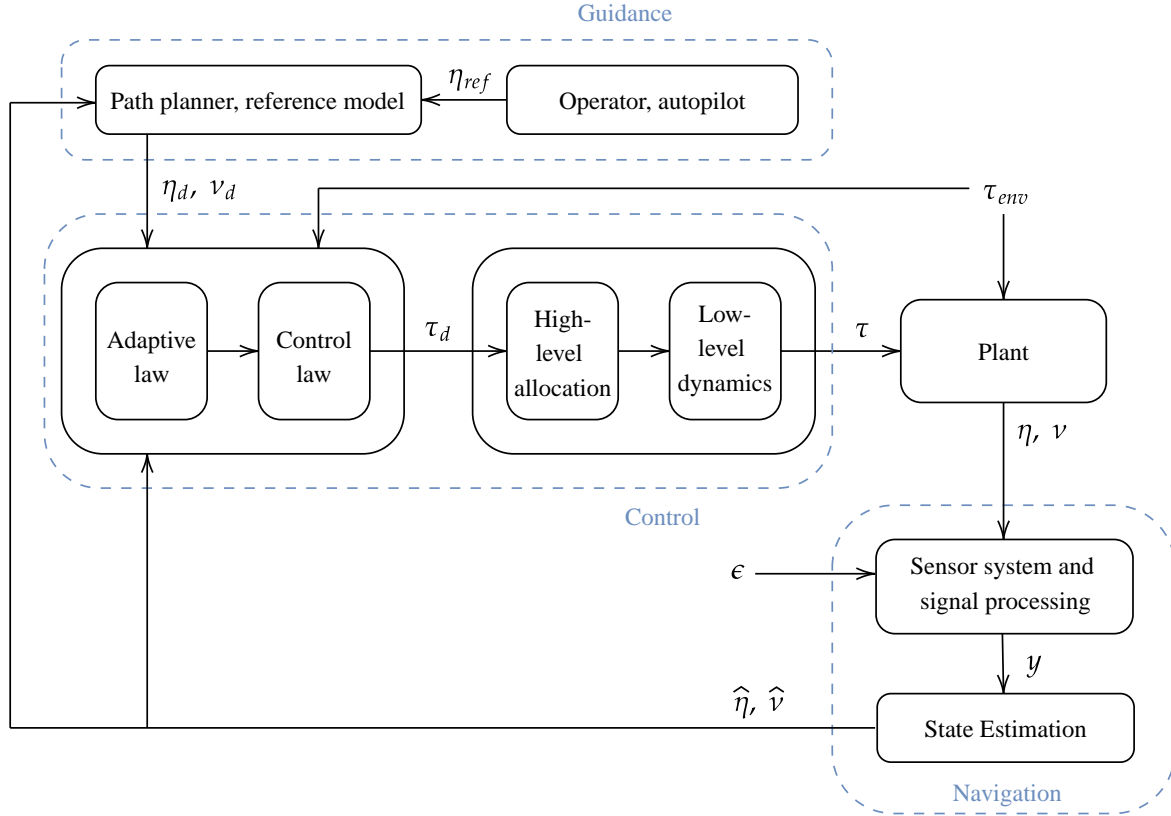 Guidance
Path planner, reference model
η_ref
Operator, autopilot
η_d, ν_d
τ_env
Adaptive
law
Control
law
τ_d
High-
level
allocation
Low-
level
dynamics
τ
Plant
η, ν
Control
ϵ
Sensor system and
signal processing
y
η̂, ν̂
State Estimation
Navigation